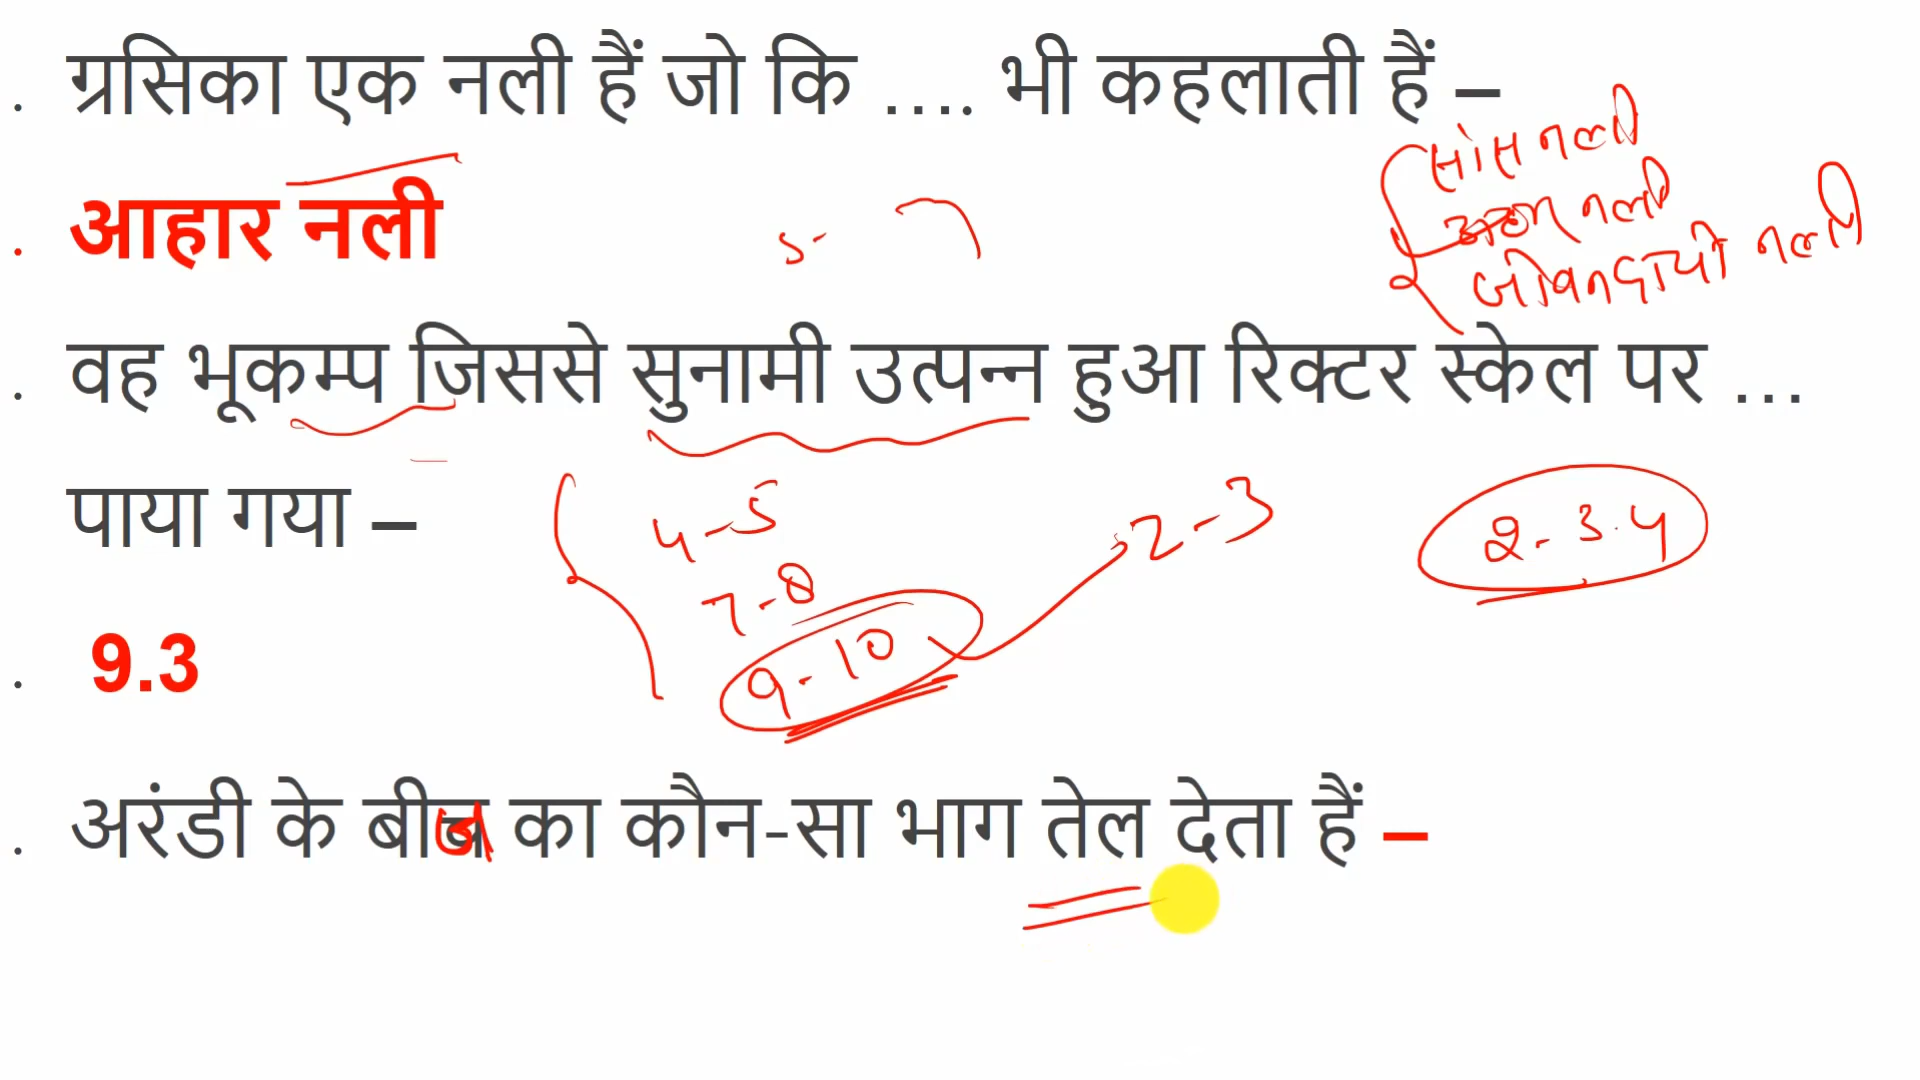 . ग्रसिका एक नली हैं जो कि .... भी कहलाती हैं –
सांस नली
. आहार नली
नली
जीवनदायी नली
. वह भूकम्प जिससे सुनामी उत्पन्न हुआ रिक्टर स्केल पर ...
. पाया गया –
4-5
2-3
2-3.4
7-8
9-10
. 9.3
. अरंडी के बीज का कौन-सा भाग तेल देता हैं –